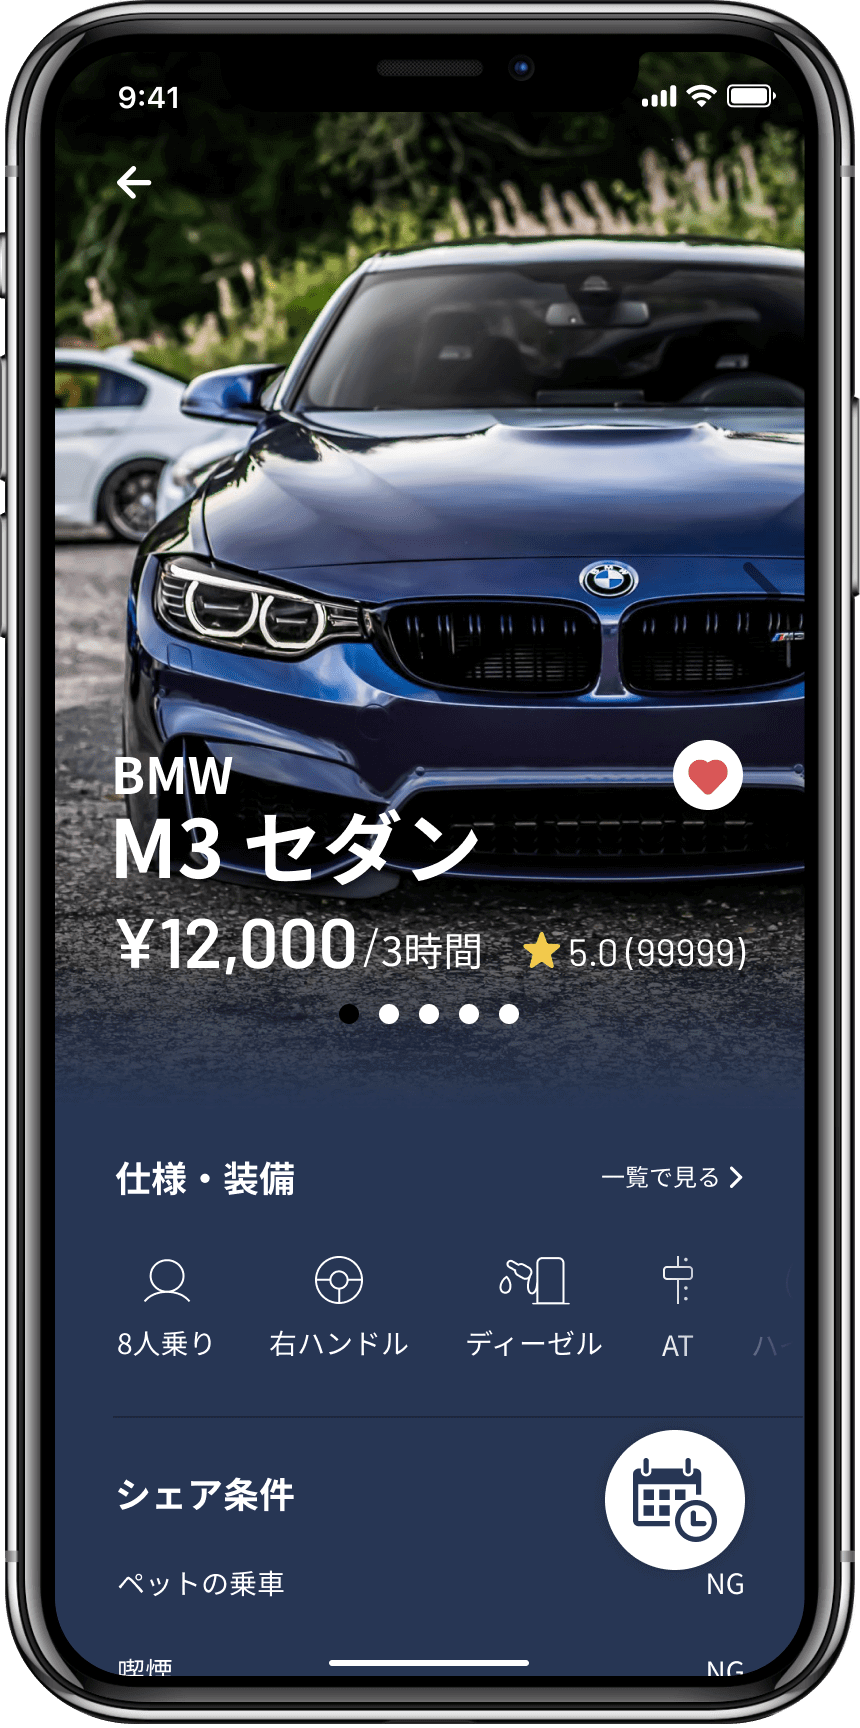 9:41
BMW
M3 セダン
¥12,000/3時間 5.0(99999)
仕様・装備 一覧で見る
8人乗り 右ハンドル ディーゼル AT ハ
シェア条件
ペットの乗車 NG
喫煙 NG